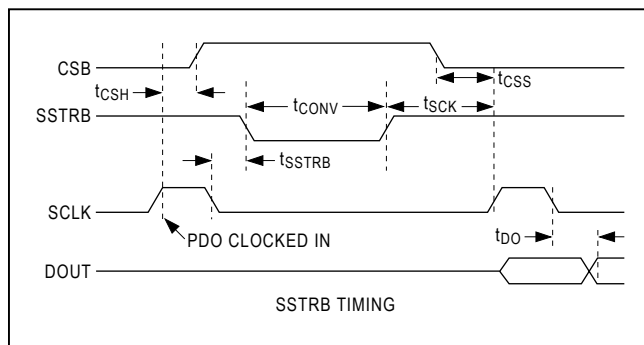 CSB
tCSS
tCSH
tCONV
tSCK
SSTRB
tSSTRB
SCLK
PDO CLOCKED IN
tDO
DOUT
SSTRB TIMING